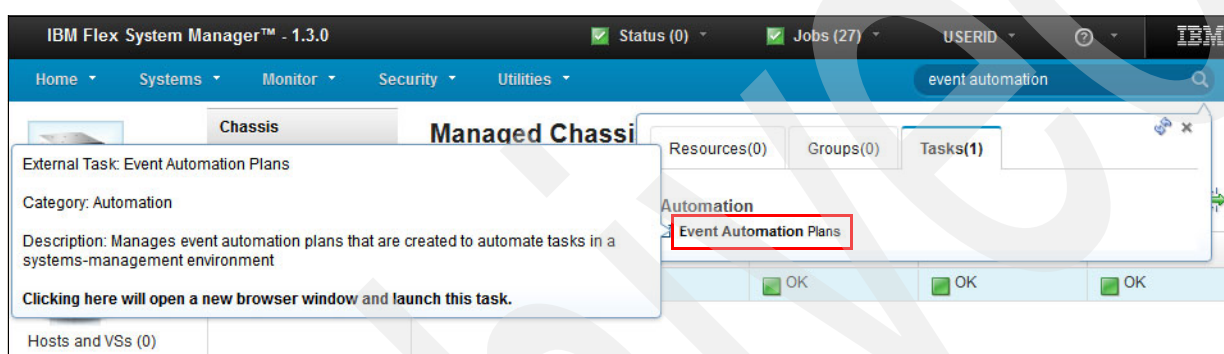 IBM Flex System Manager™ - 1.3.0
Status (0)
Jobs (27)
USERID
?
IBM
Home
Systems
Monitor
Security
Utilities
event automation
Chassis
Managed Chassi
Resources(0)
Groups(0)
Tasks(1)
External Task: Event Automation Plans
Category: Automation
Description: Manages event automation plans that are created to automate tasks in a
systems-management environment
Clicking here will open a new browser window and launch this task.
Automation
Event Automation Plans
OK
OK
OK
Hosts and VSs (0)